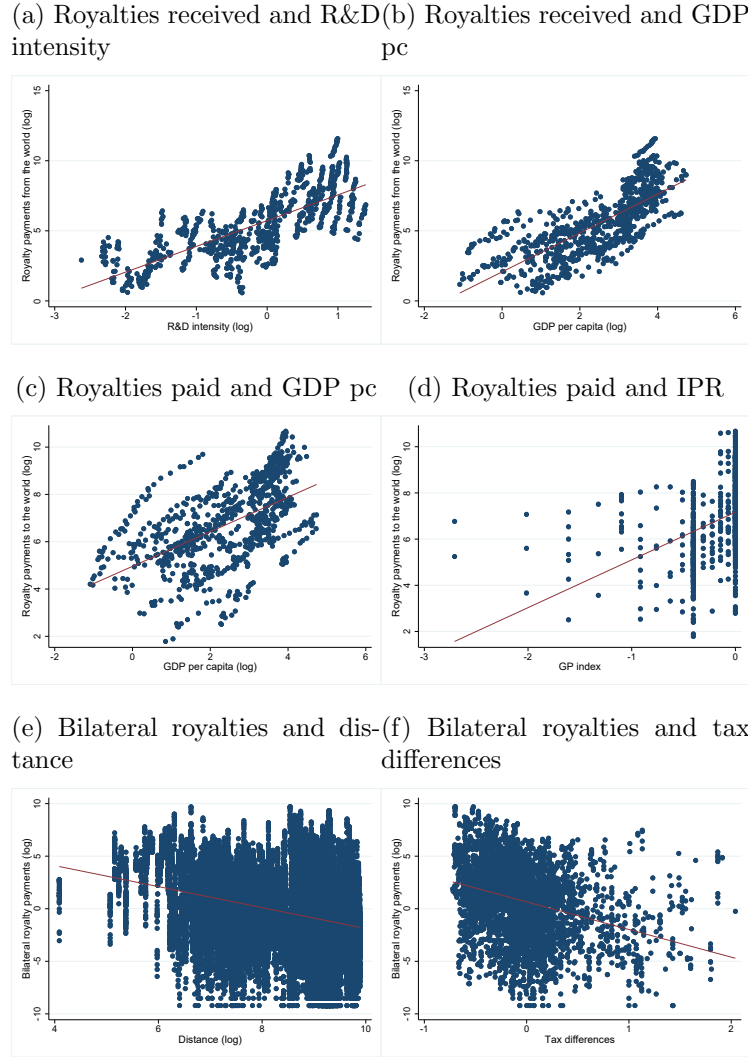 (a) Royalties received and R&D
intensity
(b) Royalties received and GDP
pc
Royalty payments from the world (log)
15
10
5
0
-3
-2
-1
0
1
R&D intensity (log)
Royalty payments from the world (log)
15
10
5
0
-2
0
2
4
6
GDP per capita (log)
(c) Royalties paid and GDP pc
(d) Royalties paid and IPR
Royalty payments to the world (log)
10
8
6
4
2
-2
0
2
4
6
GDP per capita (log)
Royalty payments to the world (log)
10
8
6
4
2
-3
-2
-1
0
GP index
(e) Bilateral royalties and dis-
tance
(f) Bilateral royalties and tax
differences
Bilateral royalty payments (log)
10
5
0
-5
-10
4
6
8
10
Distance (log)
Bilateral royalty payments (log)
10
5
0
-5
-10
-1
0
1
2
Tax differences